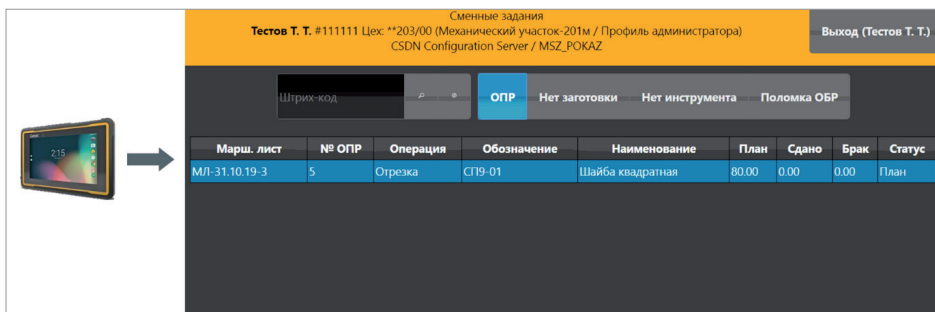 Сменные задания
Тестов Т. Т. #111111 Цех: **203/00 (Механический участок-201м / Профиль администратора)
CSDN Configuration Server / MSZ_POKAZ
Выход (Тестов Т. Т.)
Штрих-код
ОПР Нет заготовки Нет инструмента Поломка ОБР
2:15
Марш. лист № ОПР Операция Обозначение Наименование План Сдано Брак Статус
МЛ-31.10.19-3 5 Отрезка СП9-01 Шайба квадратная 80.00 0.00 0.00 План